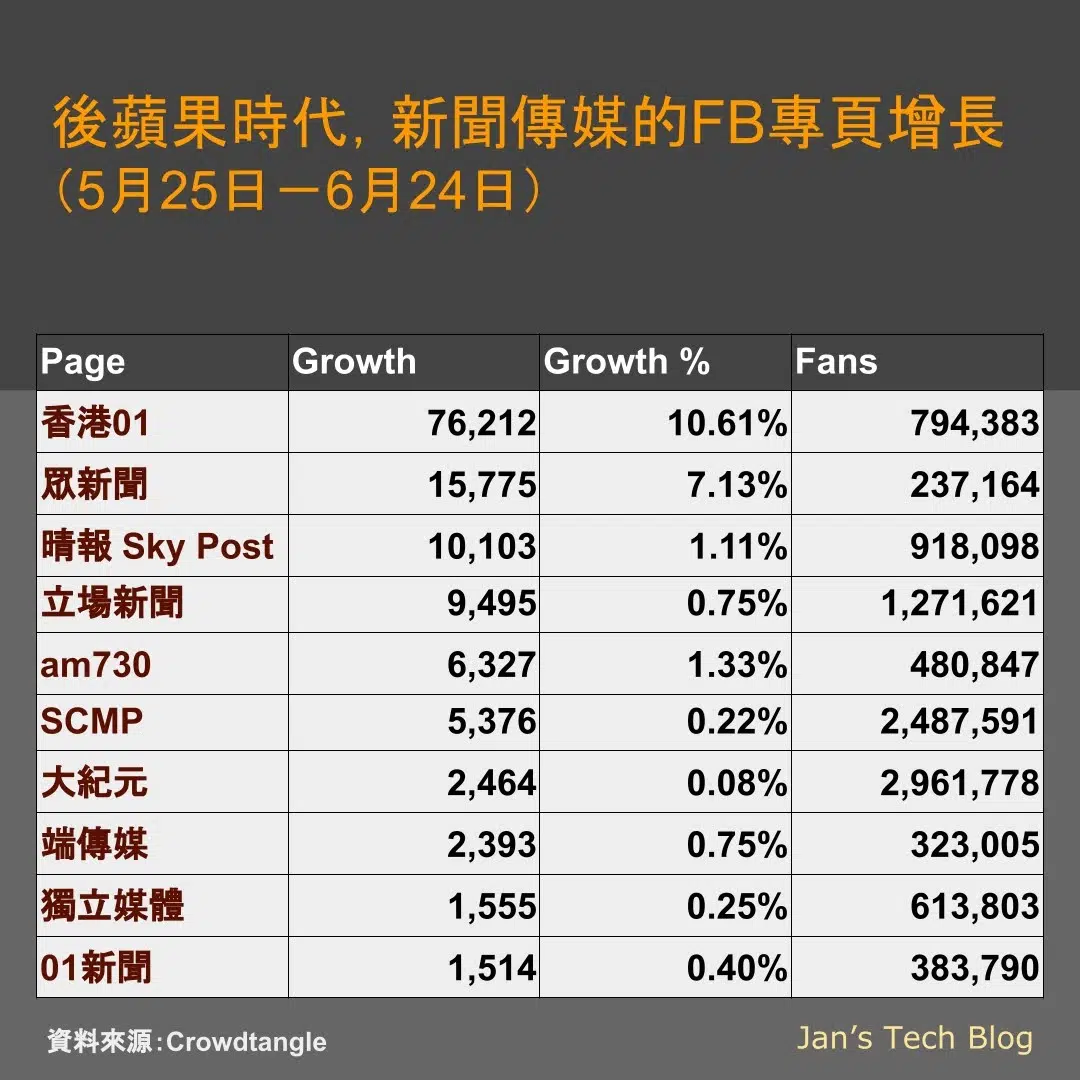 後蘋果時代，新聞傳媒的FB專頁增長
（5月25日－6月24日）
Page Growth Growth % Fans
香港01 76,212 10.61% 794,383
眾新聞 15,775 7.13% 237,164
晴報 Sky Post 10,103 1.11% 918,098
立場新聞 9,495 0.75% 1,271,621
am730 6,327 1.33% 480,847
SCMP 5,376 0.22% 2,487,591
大紀元 2,464 0.08% 2,961,778
端傳媒 2,393 0.75% 323,005
獨立媒體 1,555 0.25% 613,803
01新聞 1,514 0.40% 383,790
資料來源：Crowdtangle
Jan’s Tech Blog